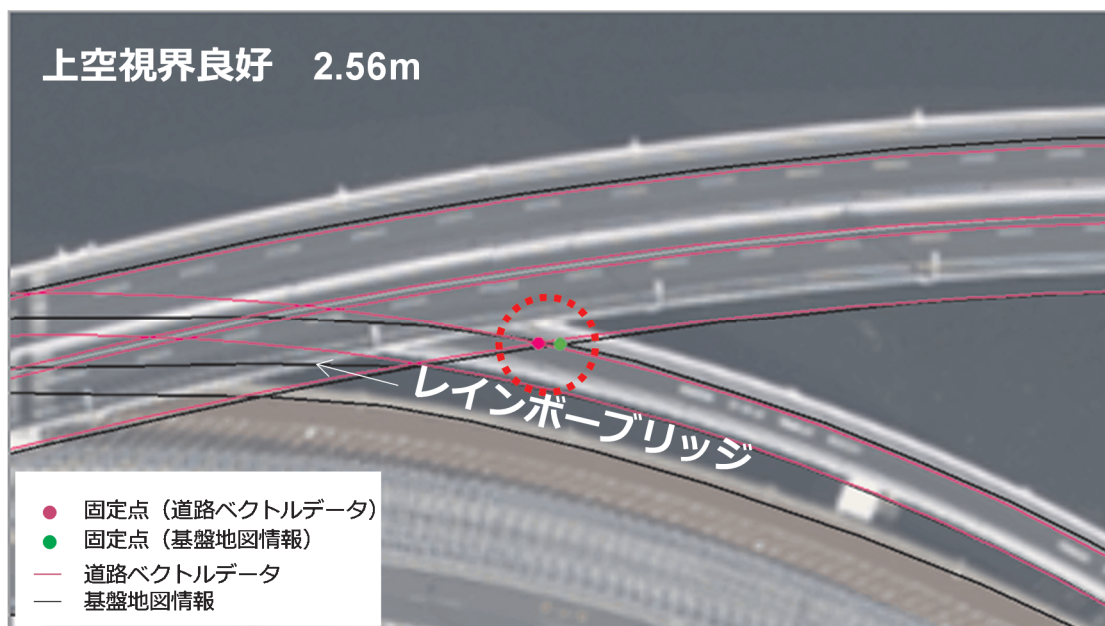 上空視界良好　2.56m
レインボーブリッジ
固定点（道路ベクトルデータ）
固定点（基盤地図情報）
道路ベクトルデータ
基盤地図情報